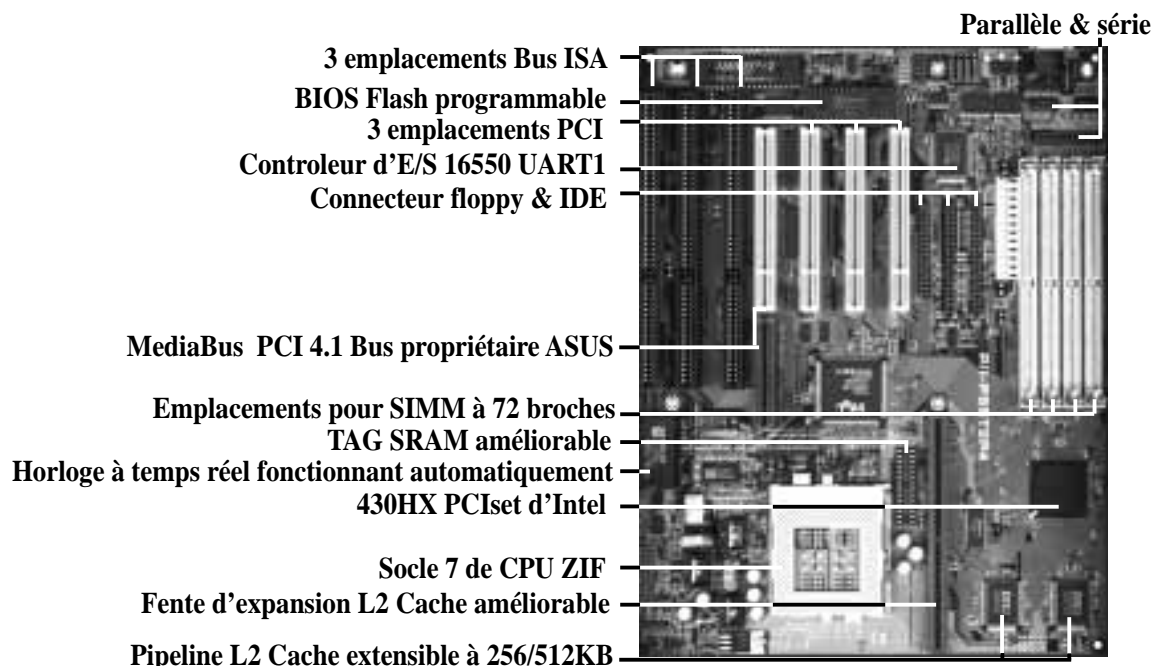 Parallèle & série
3 emplacements Bus ISA
BIOS Flash programmable
3 emplacements PCI
Controleur d'E/S 16550 UART1
Connecteur floppy & IDE
MediaBus PCI 4.1 Bus propriétaire ASUS
Emplacements pour SIMM à 72 broches
TAG SRAM améliorable
Horloge à temps réel fonctionnant automatiquement
430HX PCIset d'Intel
Socle 7 de CPU ZIF
Fente d'expansion L2 Cache améliorable
Pipeline L2 Cache extensible à 256/512KB